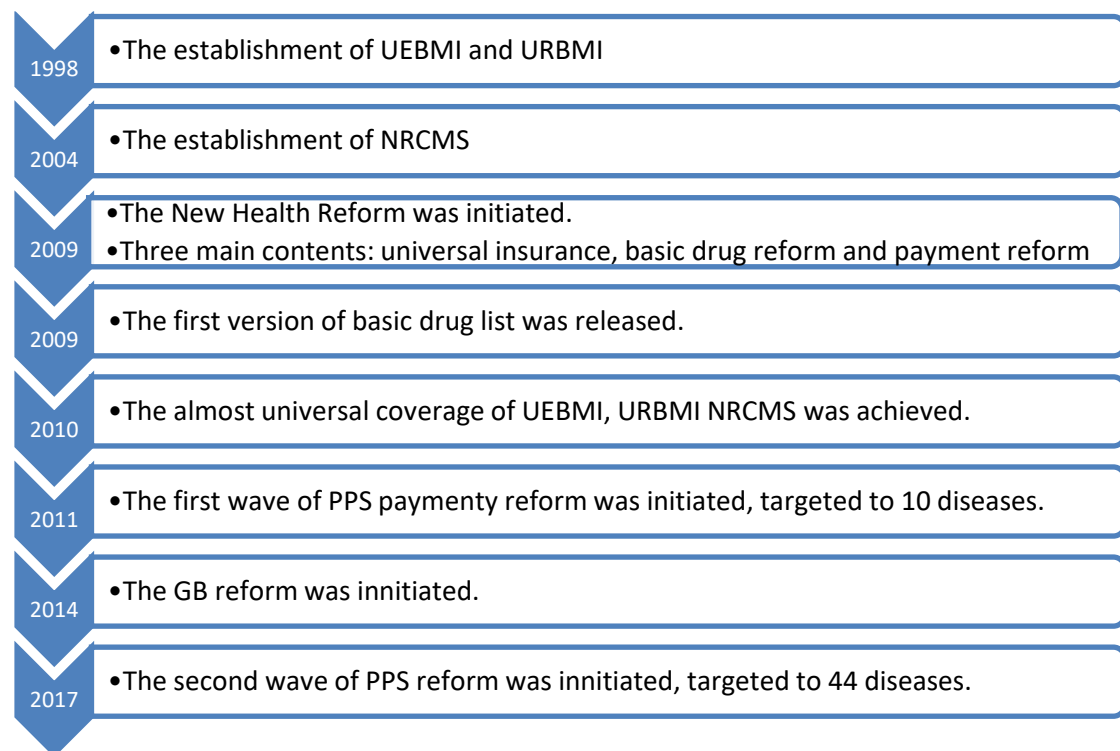 1998
•The establishment of UEBMI and URBMI
2004
•The establishment of NRCMS
2009
•The New Health Reform was initiated.
•Three main contents: universal insurance, basic drug reform and payment reform
2009
•The first version of basic drug list was released.
2010
•The almost universal coverage of UEBMI, URBMI NRCMS was achieved.
2011
•The first wave of PPS paymenty reform was initiated, targeted to 10 diseases.
2014
•The GB reform was innitiated.
2017
•The second wave of PPS reform was innitiated, targeted to 44 diseases.